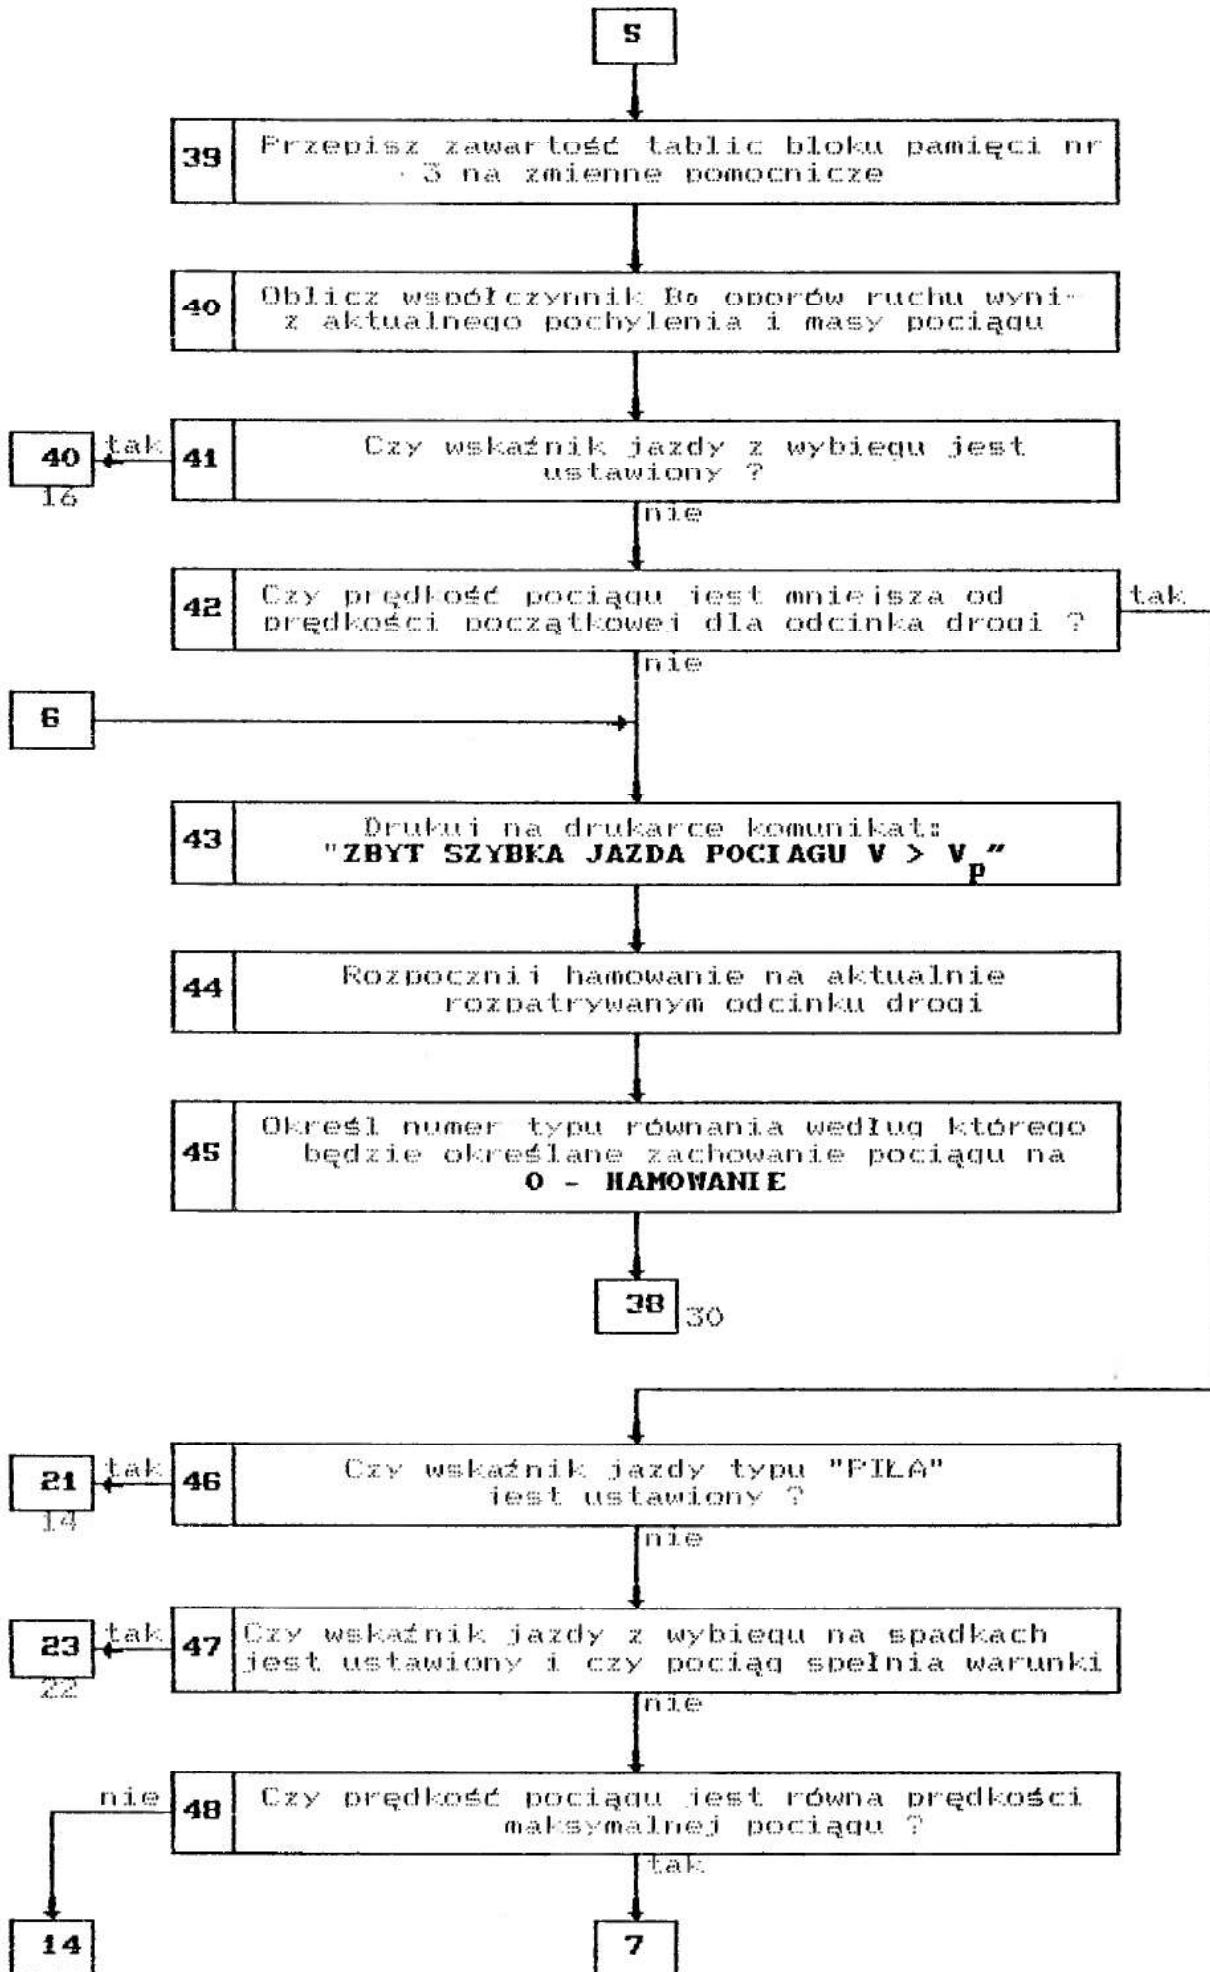 5
39 Przepisz zawartość tablic bloku pamięci nr
3 na zmienne pomocnicze
40 Oblicz współczynnik Bo oporów ruchu wyni-
z aktualnego pochylenia i masy pociągu
40 tak 41 Czy wskaźnik jazdy z wybiegu jest
16 ustawiony ?
nie
42 Czy prędkość pociągu jest mniejsza od tak
prędkości początkowej dla odcinka drogi ?
nie
6
43 Drukuj na drukarce komunikat:
"ZBYT SZYBKA JAZDA POCIAGU V > Vp"
44 Rozpocznij hamowanie na aktualnie
rozpatrywanym odcinku drogi
45 Określ numer typu równania według którego
będzie określane zachowanie pociągu na
0 - HAMOWANIE
38 30
21 tak 46 Czy wskaźnik jazdy typu "PIŁA"
14 jest ustawiony ?
nie
23 tak 47 Czy wskaźnik jazdy z wybiegu na spadkach
22 jest ustawiony i czy pociąg spełnia warunki
nie
nie 48 Czy prędkość pociągu jest równa prędkości
maksymalnej pociągu ?
tak
14 7